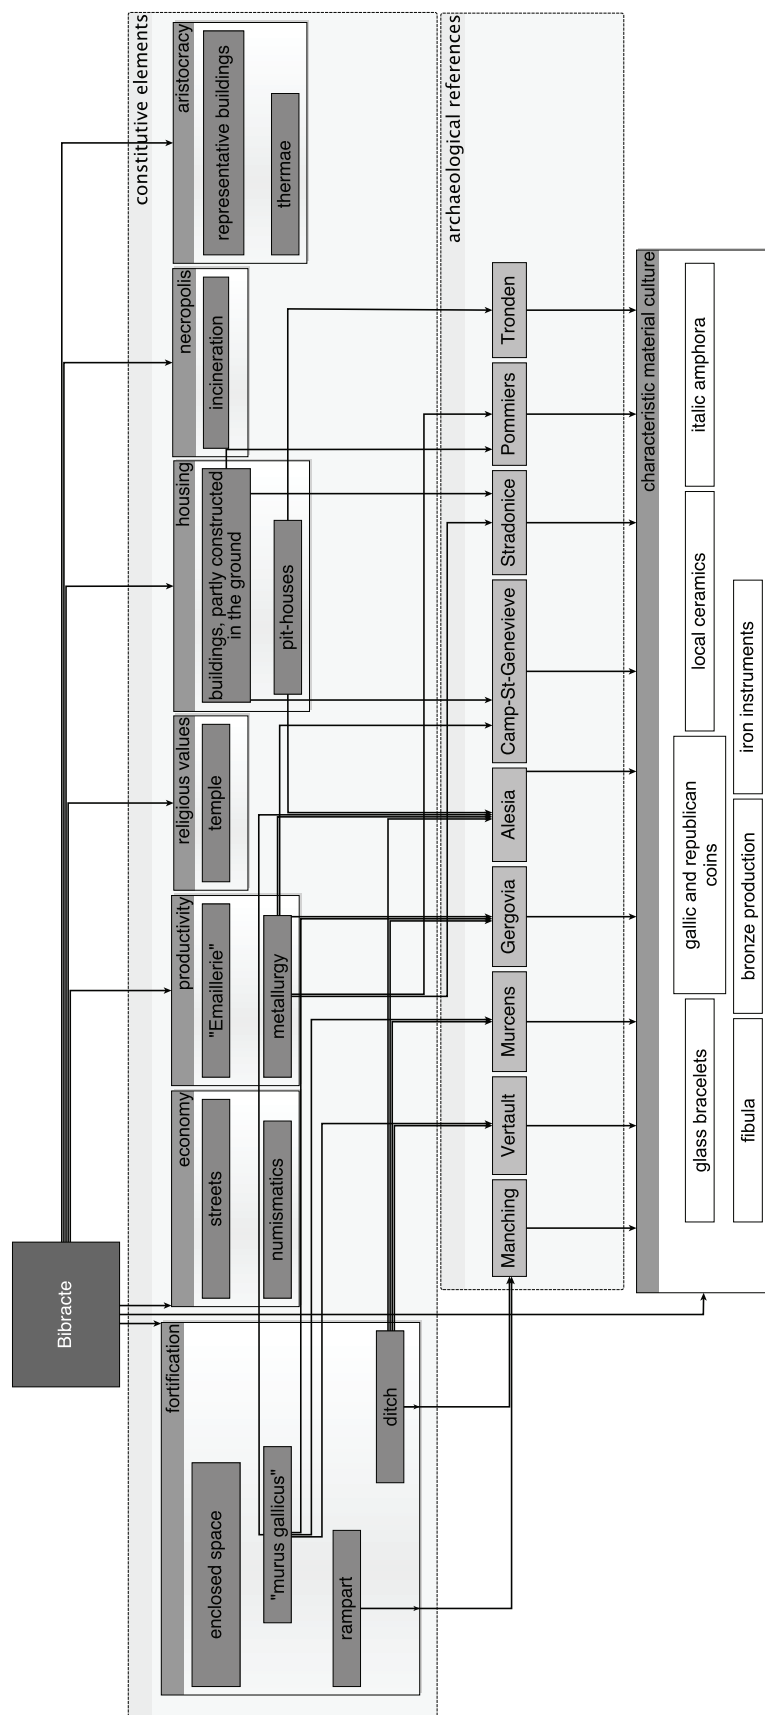 Bibracte
constitutive elements
fortification
enclosed space
"murus gallicus"
rampart
ditch
economy
streets
numismatics
productivity
"Emaillerie"
metallurgy
religious values
temple
housing
buildings, partly constructed
in the ground
pit-houses
necropolis
incineration
aristocracy
representative buildings
thermae
archaeological references
Manching
Vertault
Murcens
Gergovia
Alesia
Camp-St-Genevieve
Stradonice
Pommiers
Tronden
characteristic material culture
glass bracelets
gallic and republican
coins
local ceramics
italic amphora
fibula
bronze production
iron instruments